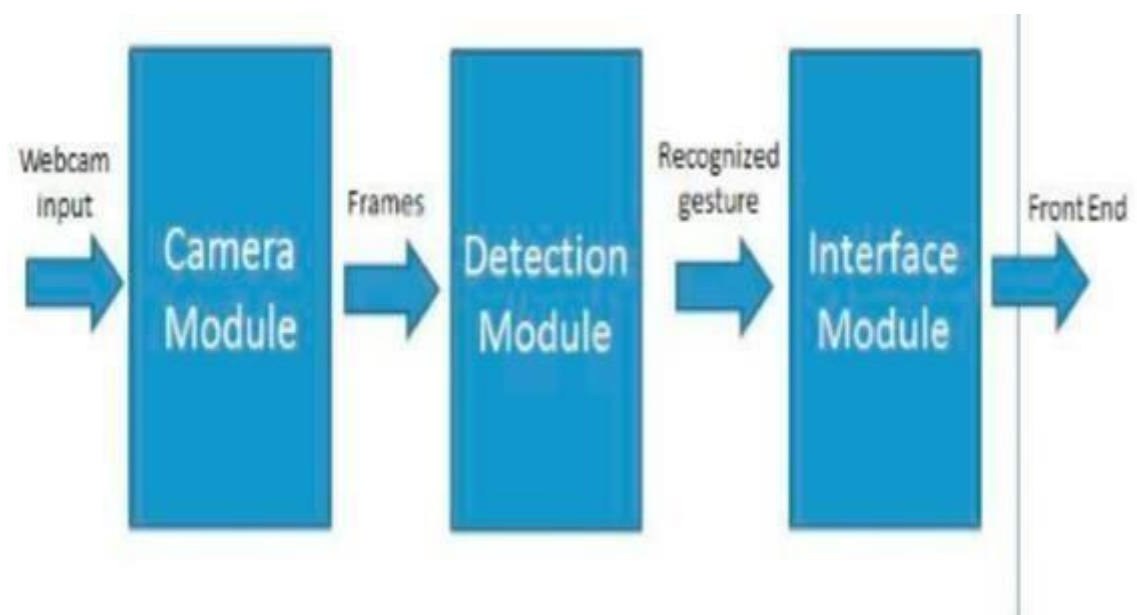 Webcam
input
Camera
Module
Frames
Detection
Module
Recognized
gesture
Interface
Module
Front End